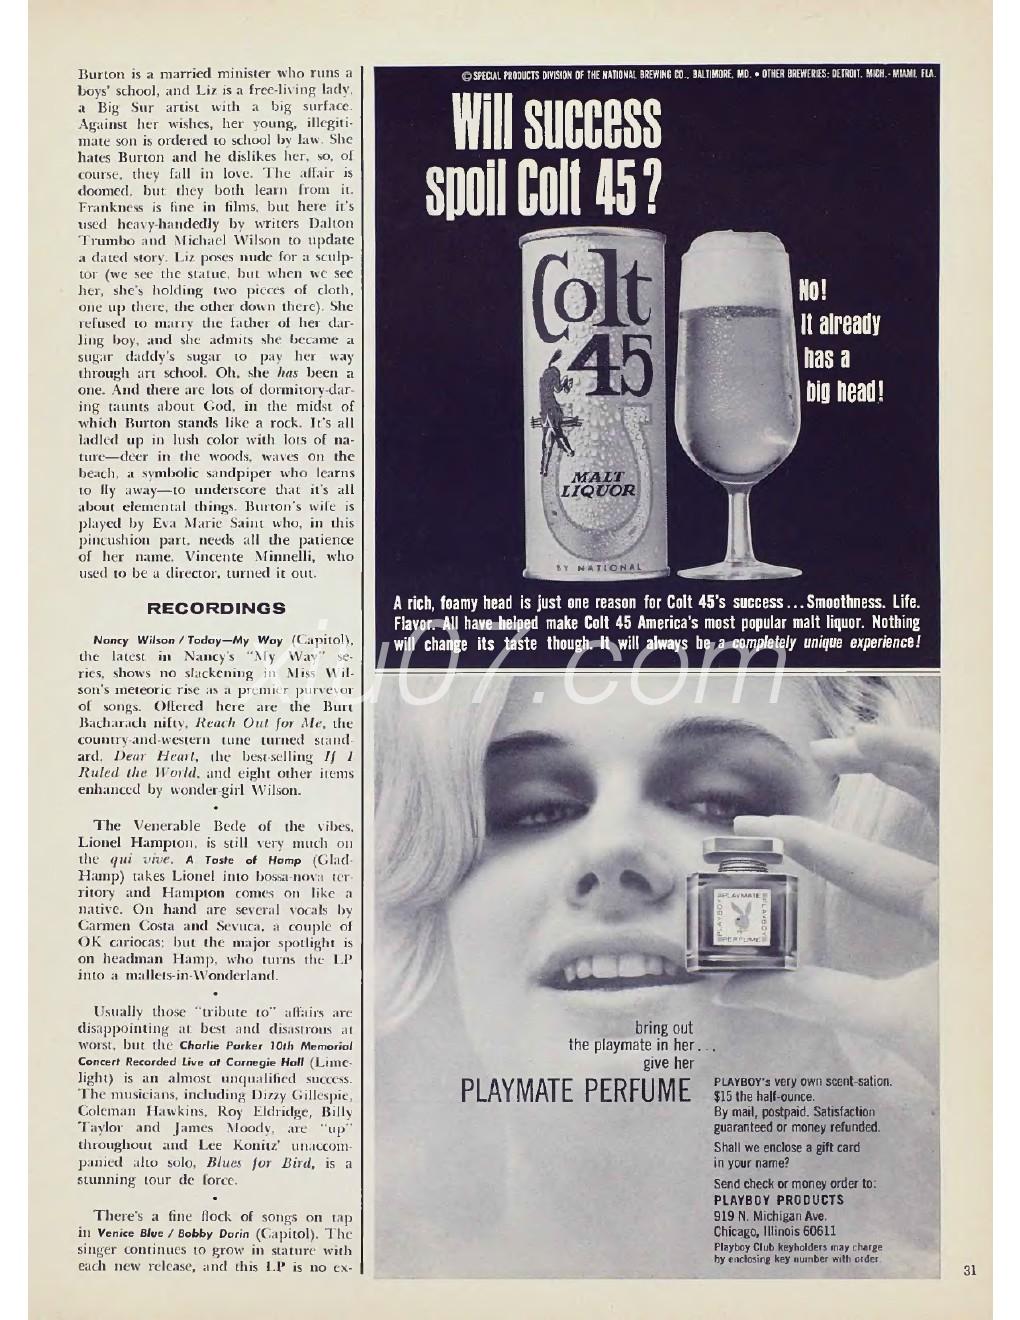 Burton is a married minister who runs a
boys' school, and Liz is a free-living lady,
a Big Sur artist with a big surface.
Against her wishes, her young, illegiti-
mate son is ordered to school by law. She
hates Burton and he dislikes her, so, of
course, they fall in love. The affair is
doomed, but they both learn from it.
Frankness is fine in films, but here it's
used heavy-handedly by writers Dalton
Trumbo and Michael Wilson to update
a dated story. Liz poses nude for a sculp-
tor (we see the statue, but when we see
her, she's holding two pieces of cloth,
one up there, the other down there). She
refused to marry the father of her dar-
ling boy, and she admits she became a
sugar daddy's sugar to pay her way
through art school. Oh, she has been a
one. And there are lots of dormitory-dar-
ing taunts about God, in the midst of
which Burton stands like a rock. It's all
ladled up in lush color with lots of na-
ture—deer in the woods, waves on the
beach, a symbolic sandpiper who learns
to fly away—to underscore that it's all
about elemental things. Burton's wife is
played by Eva Marie Saint who, in this
pincushion part, needs all the patience
of her name. Vincente Minnelli, who
used to be a director, turned it out.
RECORDINGS
Nancy Wilson / Today—My Way (Capitol),
the latest in Nancy's "My Way" se-
ries, shows no slackening in Miss Wil-
son's meteoric rise as a premier purveyor
of songs. Offered here are the Burt
Bacharach nifty, Reach Out for Me, the
country-and-western tune turned stand-
ard, Dear Heart, the best-selling If I
Ruled the World, and eight other items
enhanced by wonder-girl Wilson.
•
The Venerable Bede of the vibes,
Lionel Hampton, is still very much on
the qui vive. A Taste of Hamp (Glad-
Hamp) takes Lionel into bossa-nova ter-
ritory and Hampton comes on like a
native. On hand are several vocals by
Carmen Costa and Sevuca, a couple of
OK cariocas; but the major spotlight is
on headman Hamp, who turns the LP
into a mallets-in-Wonderland.
•
Usually those "tribute to" affairs are
disappointing at best and disastrous at
worst, but the Charlie Parker 10th Memorial
Concert Recorded Live at Carnegie Hall (Lime-
light) is an almost unqualified success.
The musicians, including Dizzy Gillespie,
Coleman Hawkins, Roy Eldridge, Billy
Taylor and James Moody, are "up"
throughout and Lee Konitz' unaccom-
panied alto solo, Blues for Bird, is a
stunning tour de force.
•
There's a fine flock of songs on tap
in Venice Blue / Bobby Darin (Capitol). The
singer continues to grow in stature with
each new release, and this LP is no ex-
© SPECIAL PRODUCTS DIVISION OF THE NATIONAL BREWING CO., BALTIMORE, MD. • OTHER BREWERIES: DETROIT, MICH. - MIAMI, FLA.
Will success
spoil Colt 45?
Colt
45
MALT
LIQUOR
BY NATIONAL
No!
It already
has a
big head!
A rich, foamy head is just one reason for Colt 45's success...Smoothness. Life.
Flavor. All have helped make Colt 45 America's most popular malt liquor. Nothing
will change its taste though. It will always be a completely unique experience!
xiu07.com
PLAYMATE
PLAYBOY
PLAYBOY
PERFUME
bring out
the playmate in her...
give her
PLAYMATE PERFUME
PLAYBOY's very own scent-sation.
$15 the half-ounce.
By mail, postpaid. Satisfaction
guaranteed or money refunded.
Shall we enclose a gift card
in your name?
Send check or money order to:
PLAYBOY PRODUCTS
919 N. Michigan Ave.
Chicago, Illinois 60611
Playboy Club keyholders may charge
by enclosing key number with order.
31